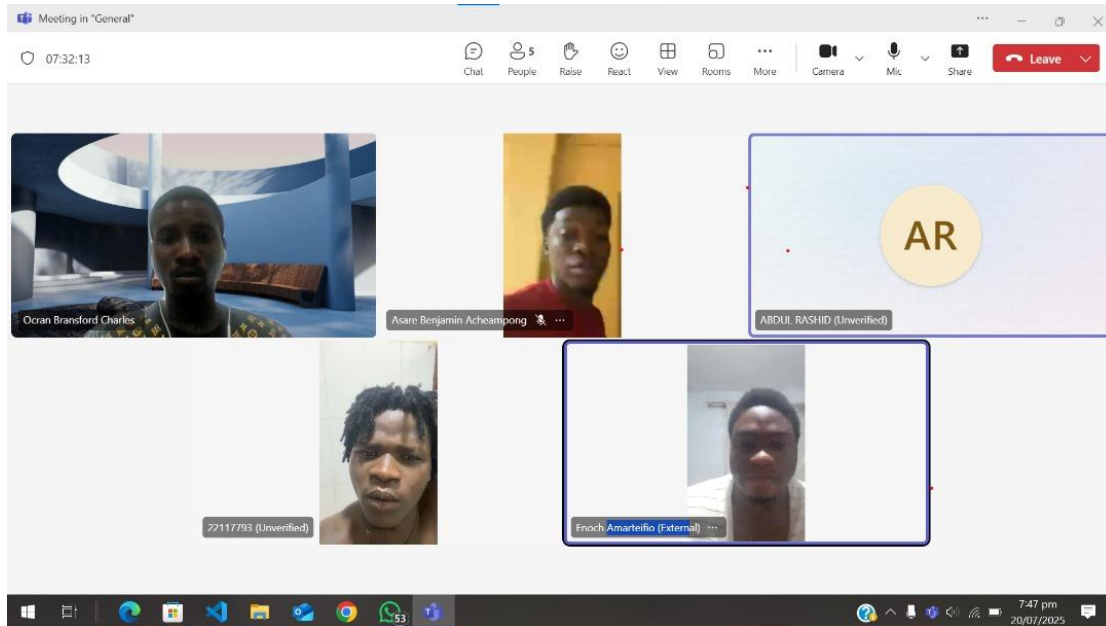 Meeting in "General"
07:32:13
Chat
5
People
Raise
React
View
Rooms
More
Camera
Mic
Share
Leave
Ocran Bransford Charles
Asare Benjamin Acheampong
AR
ABDUL RASHID (Unverified)
22117793 (Unverified)
Enoch Amarteifio (External)
53
7:47 pm
20/07/2025